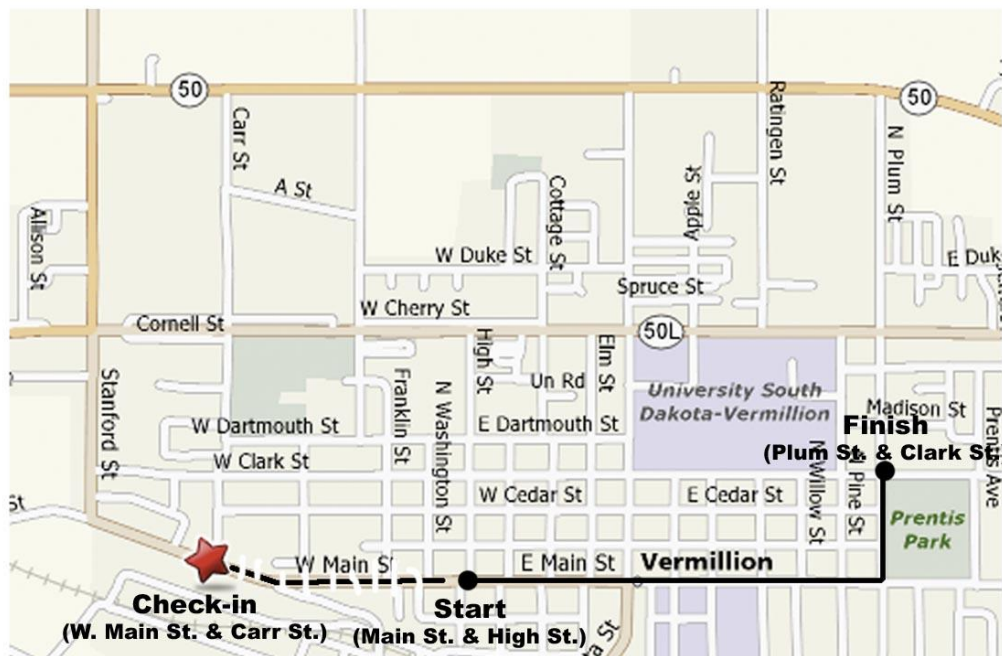 50
50
Carr St
Ratingen St
N Plum St
A St
Cottage St
Apple St
Allison St
W Duke St
E Duk
Spruce St
W Cherry St
Cornell St
50L
High St
Elm St
Un Rd
University South
Dakota-Vermillion
Stanford St
Franklin St
N Washington St
Madison St
Prentis Ave
W Dartmouth St
E Dartmouth St
Finish
(Plum St. & Clark St.
W Clark St
N Willow St
N Pine St
W Cedar St
E Cedar St
St
Prentis
Park
W Main St
E Main St
Vermillion
Check-in
(W. Main St. & Carr St.)
Start
(Main St. & High St.)